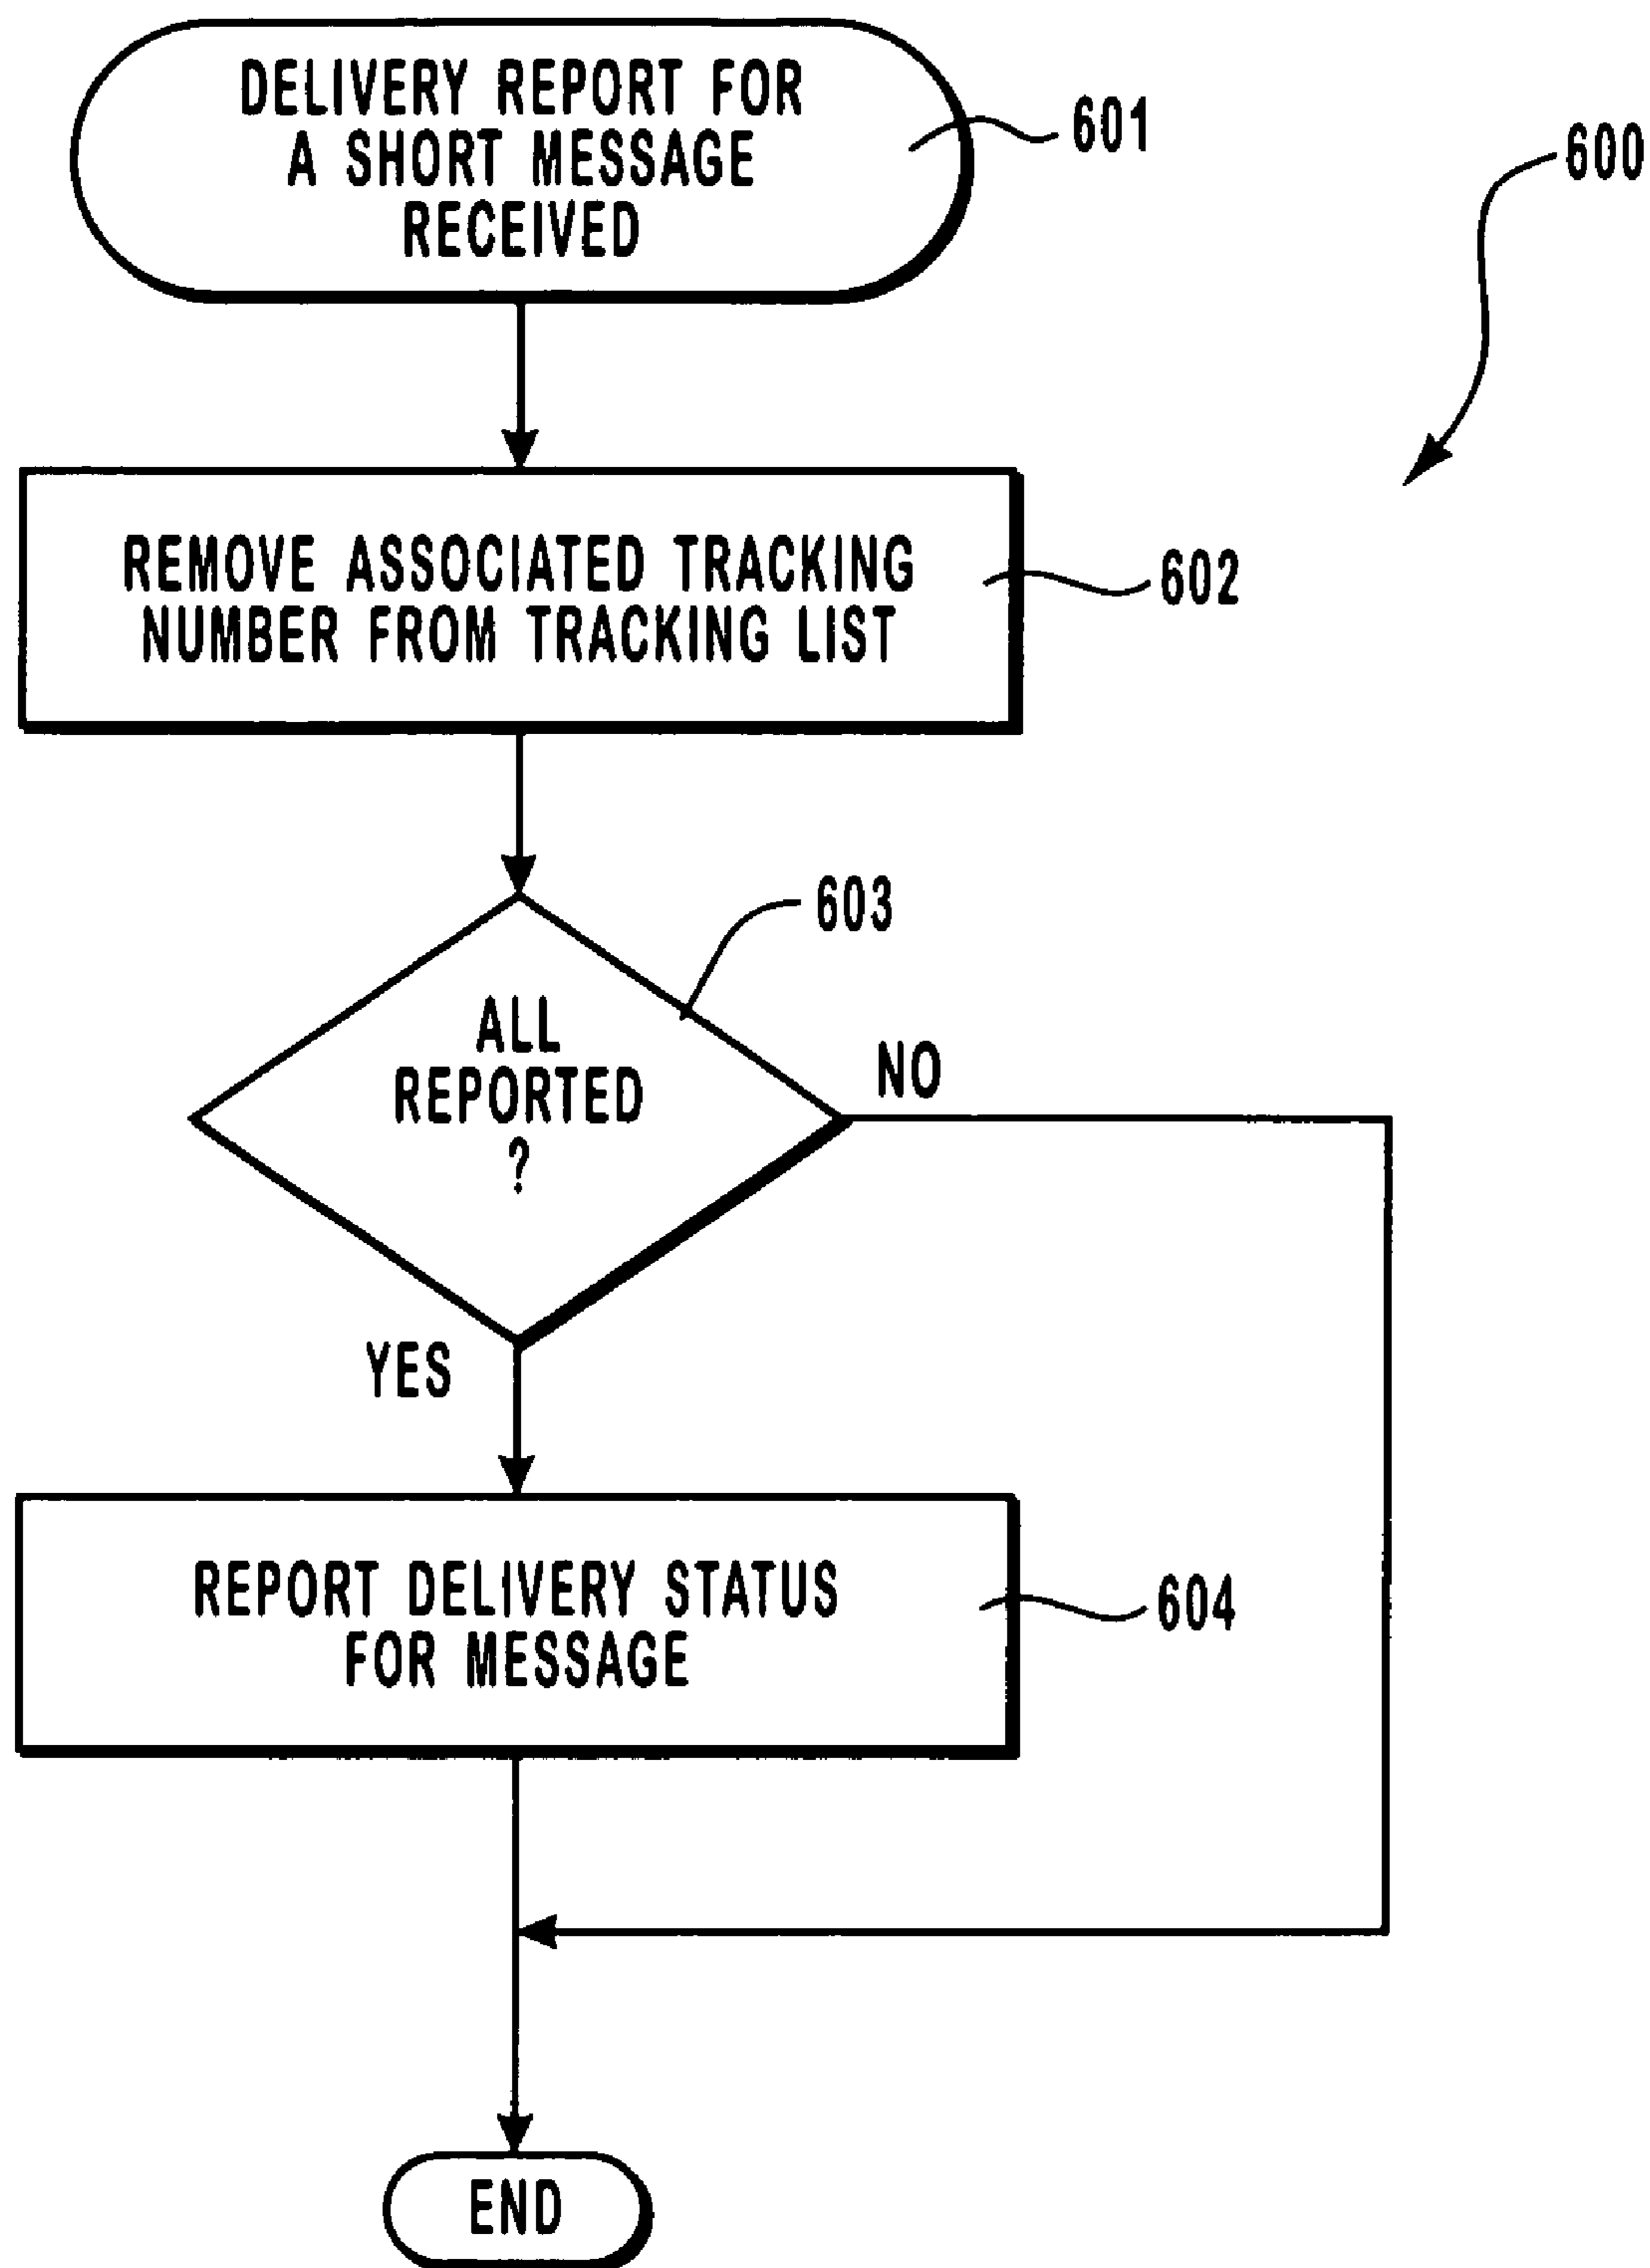 DELIVERY REPORT FOR
A SHORT MESSAGE
RECEIVED
601
600
REMOVE ASSOCIATED TRACKING
NUMBER FROM TRACKING LIST
602
603
ALL
REPORTED
?
NO
YES
REPORT DELIVERY STATUS
FOR MESSAGE
604
END